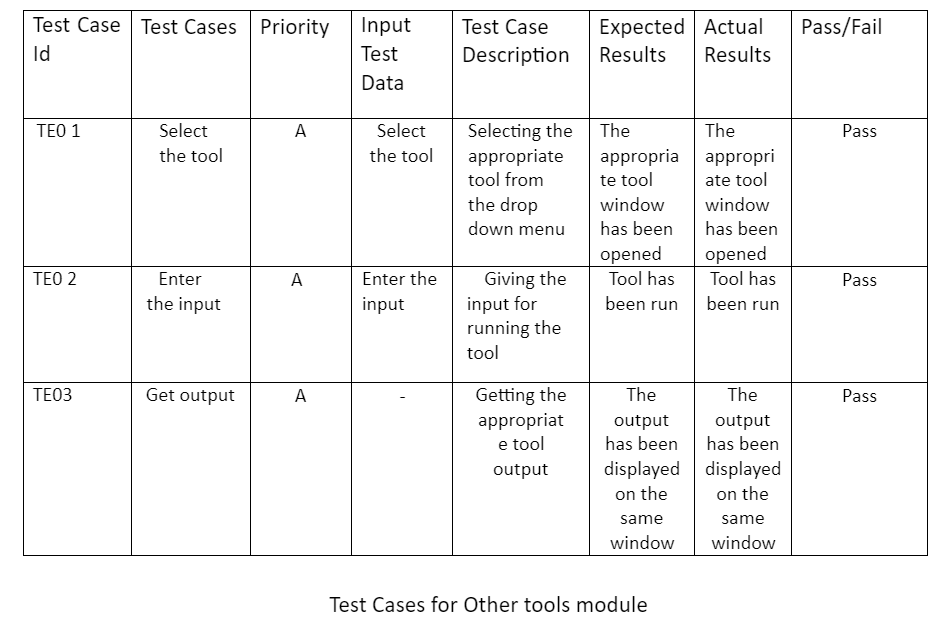 Test Case Id
Test Cases
Priority
Input Test Data
Test Case Description
Expected Results
Actual Results
Pass/Fail
TE0 1
Select
the tool
A
Select
the tool
Selecting the
appropriate
tool from
the drop
down menu
The
appropria
te tool
window
has been
opened
The
appropri
ate tool
window
has been
opened
Pass
TE0 2
Enter
the input
A
Enter the
input
Giving the
input for
running the
tool
Tool has
been run
Tool has
been run
Pass
TE03
Get output
A
-
Getting the
appropriat
e tool
output
The
output
has been
displayed
on the
same
window
The
output
has been
displayed
on the
same
window
Pass
Test Cases for Other tools module